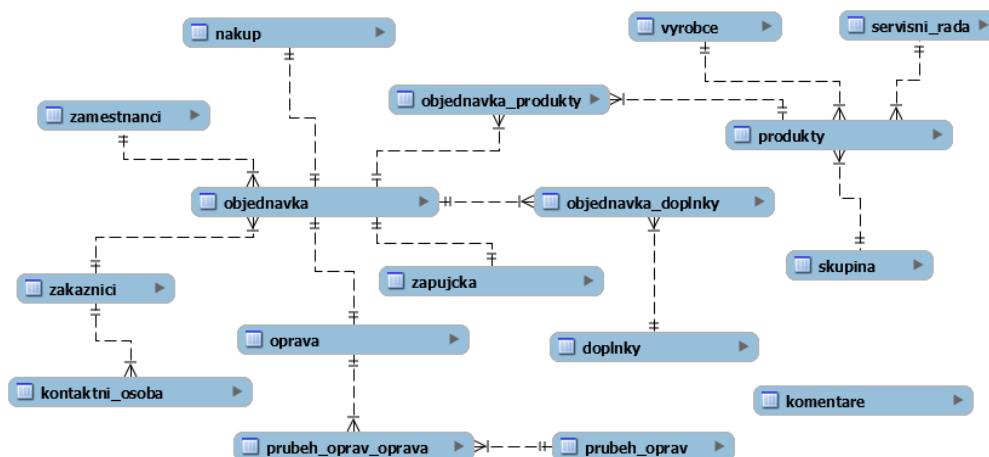 nakup
vyrobce
servisni_rada
objednavka_produkty
zamestnanci
produkty
objednavka
objednavka_doplnky
skupina
zapujcka
zakaznici
oprava
doplnky
kontaktni_osoba
komentare
prubeh_oprav_oprava
prubeh_oprav